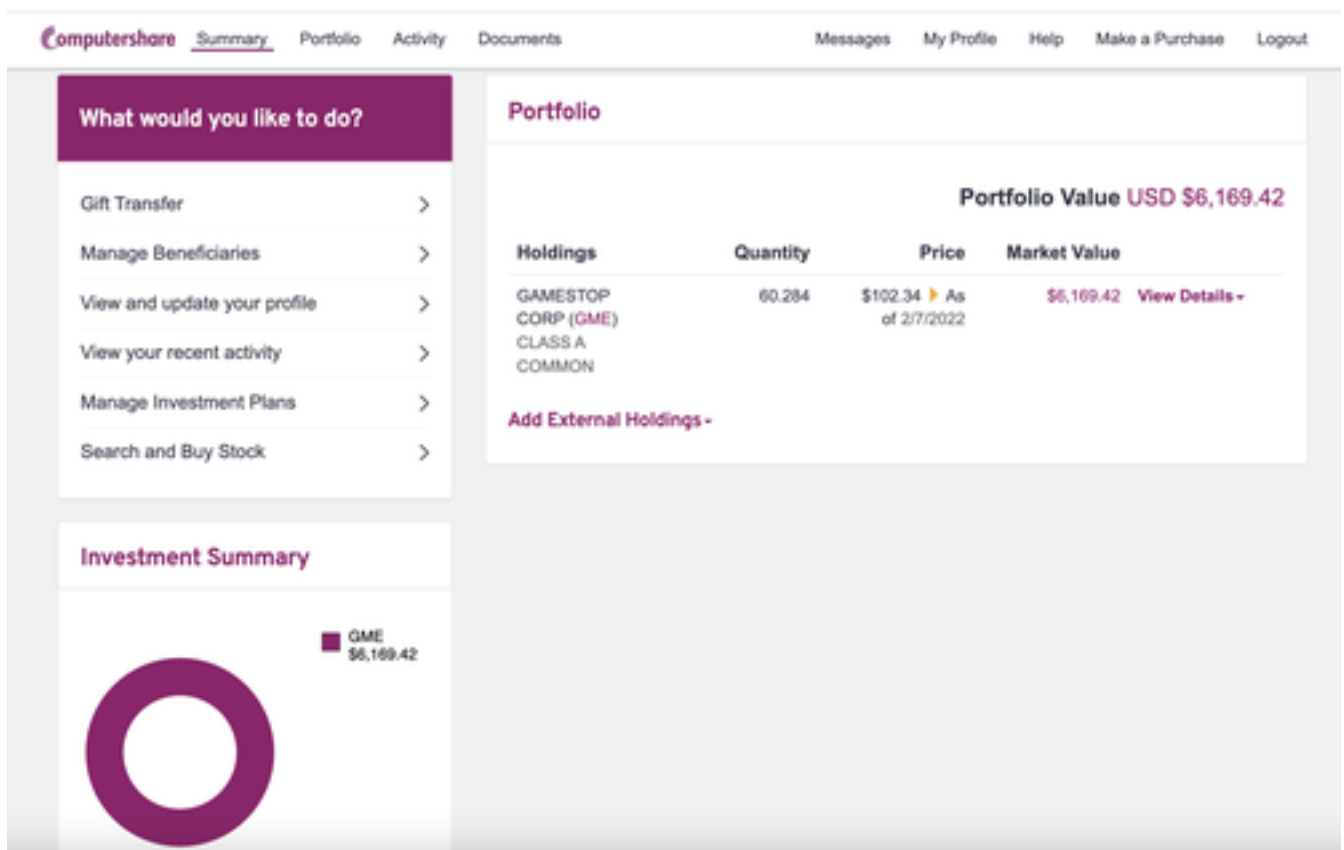 Computershare Summary Portfolio Activity Documents Messages My Profile Help Make a Purchase Logout
What would you like to do?
Gift Transfer
Manage Beneficiaries
View and update your profile
View your recent activity
Manage Investment Plans
Search and Buy Stock
Portfolio
Portfolio Value USD $6,169.42
Holdings Quantity Price Market Value
GAMESTOP 60.284 $102.34 As $6,169.42 View Details
CORP (GME) of 2/7/2022
CLASS A
COMMON
Add External Holdings
Investment Summary
GME
$6,169.42